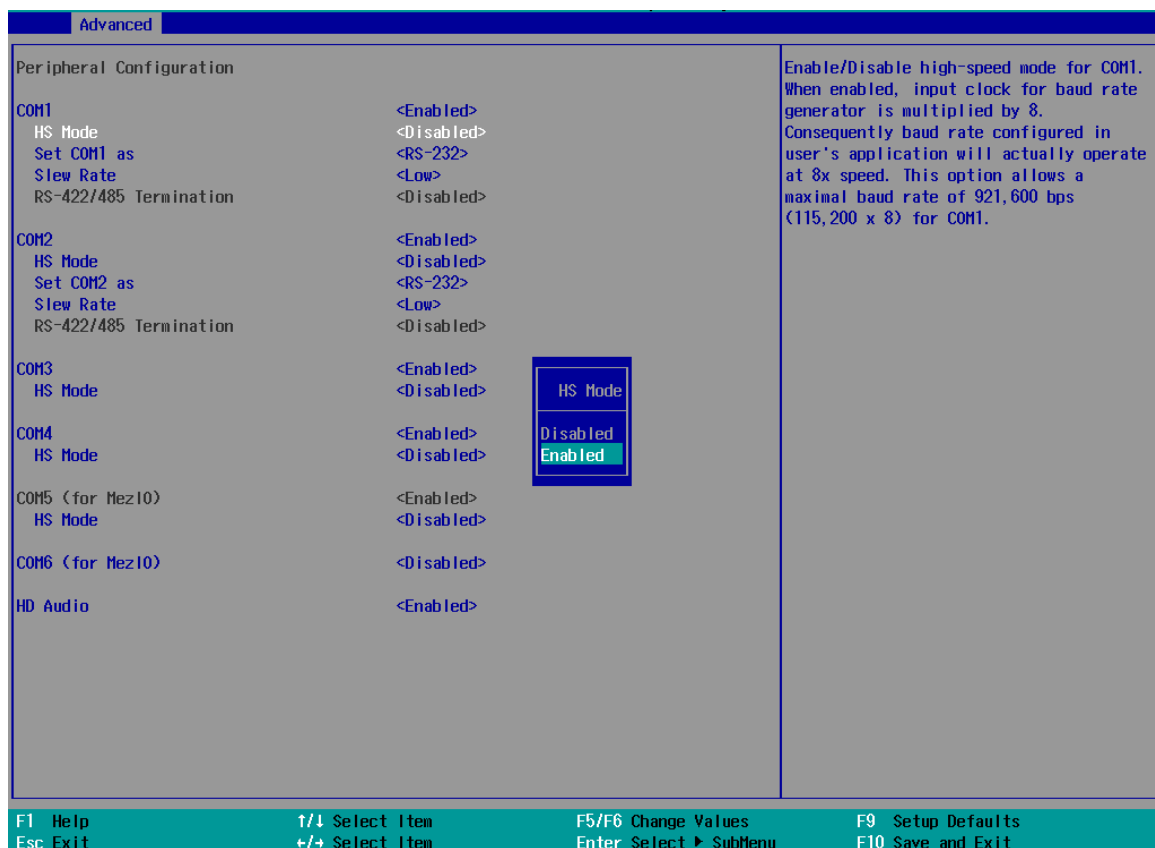 Advanced
Peripheral Configuration
COM1 <Enabled>
HS Mode <Disabled>
Set COM1 as <RS-232>
Slew Rate <Low>
RS-422/485 Termination <Disabled>
COM2 <Enabled>
HS Mode <Disabled>
Set COM2 as <RS-232>
Slew Rate <Low>
RS-422/485 Termination <Disabled>
COM3 <Enabled>
HS Mode <Disabled>
COM4 <Enabled>
HS Mode <Disabled>
COM5 (for MezIO) <Enabled>
HS Mode <Disabled>
COM6 (for MezIO) <Disabled>
HD Audio <Enabled>
HS Mode
Disabled
Enabled
Enable/Disable high-speed mode for COM1.
When enabled, input clock for baud rate
generator is multiplied by 8.
Consequently baud rate configured in
user's application will actually operate
at 8x speed. This option allows a
maximal baud rate of 921,600 bps
(115,200 x 8) for COM1.
F1 Help ↑/↓ Select Item F5/F6 Change Values F9 Setup Defaults
Esc Exit ←/→ Select Item Enter Select ▶ SubMenu F10 Save and Exit